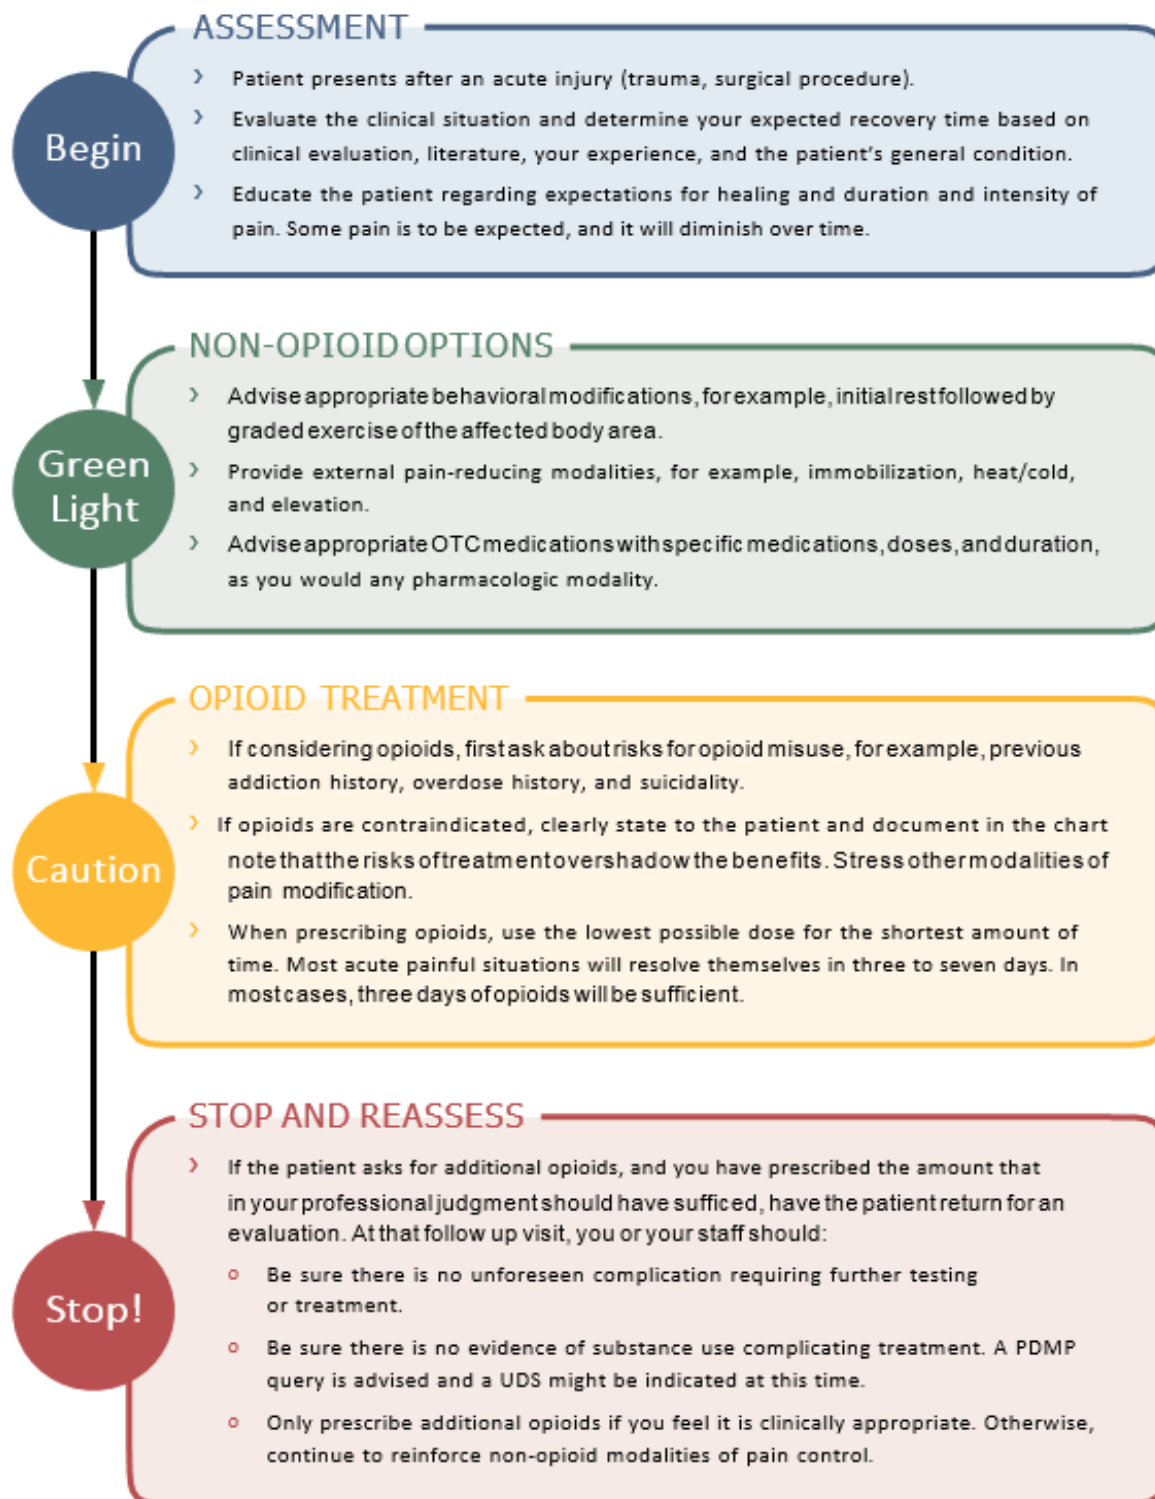 ASSESSMENT
Begin
› Patient presents after an acute injury (trauma, surgical procedure).
› Evaluate the clinical situation and determine your expected recovery time based on
clinical evaluation, literature, your experience, and the patient's general condition.
› Educate the patient regarding expectations for healing and duration and intensity of
pain. Some pain is to be expected, and it will diminish over time.
NON-OPIOID OPTIONS
Green
Light
› Advise appropriate behavioral modifications, for example, initial rest followed by
graded exercise of the affected body area.
› Provide external pain-reducing modalities, for example, immobilization, heat/cold,
and elevation.
› Advise appropriate OTC medications with specific medications, doses, and duration,
as you would any pharmacologic modality.
OPIOID TREATMENT
Caution
› If considering opioids, first ask about risks for opioid misuse, for example, previous
addiction history, overdose history, and suicidality.
› If opioids are contraindicated, clearly state to the patient and document in the chart
note that the risks of treatment overshadow the benefits. Stress other modalities of
pain modification.
› When prescribing opioids, use the lowest possible dose for the shortest amount of
time. Most acute painful situations will resolve themselves in three to seven days. In
most cases, three days of opioids will be sufficient.
STOP AND REASSESS
Stop!
› If the patient asks for additional opioids, and you have prescribed the amount that
in your professional judgment should have sufficed, have the patient return for an
evaluation. At that follow up visit, you or your staff should:
o Be sure there is no unforeseen complication requiring further testing
or treatment.
o Be sure there is no evidence of substance use complicating treatment. A PDMP
query is advised and a UDS might be indicated at this time.
o Only prescribe additional opioids if you feel it is clinically appropriate. Otherwise,
continue to reinforce non-opioid modalities of pain control.